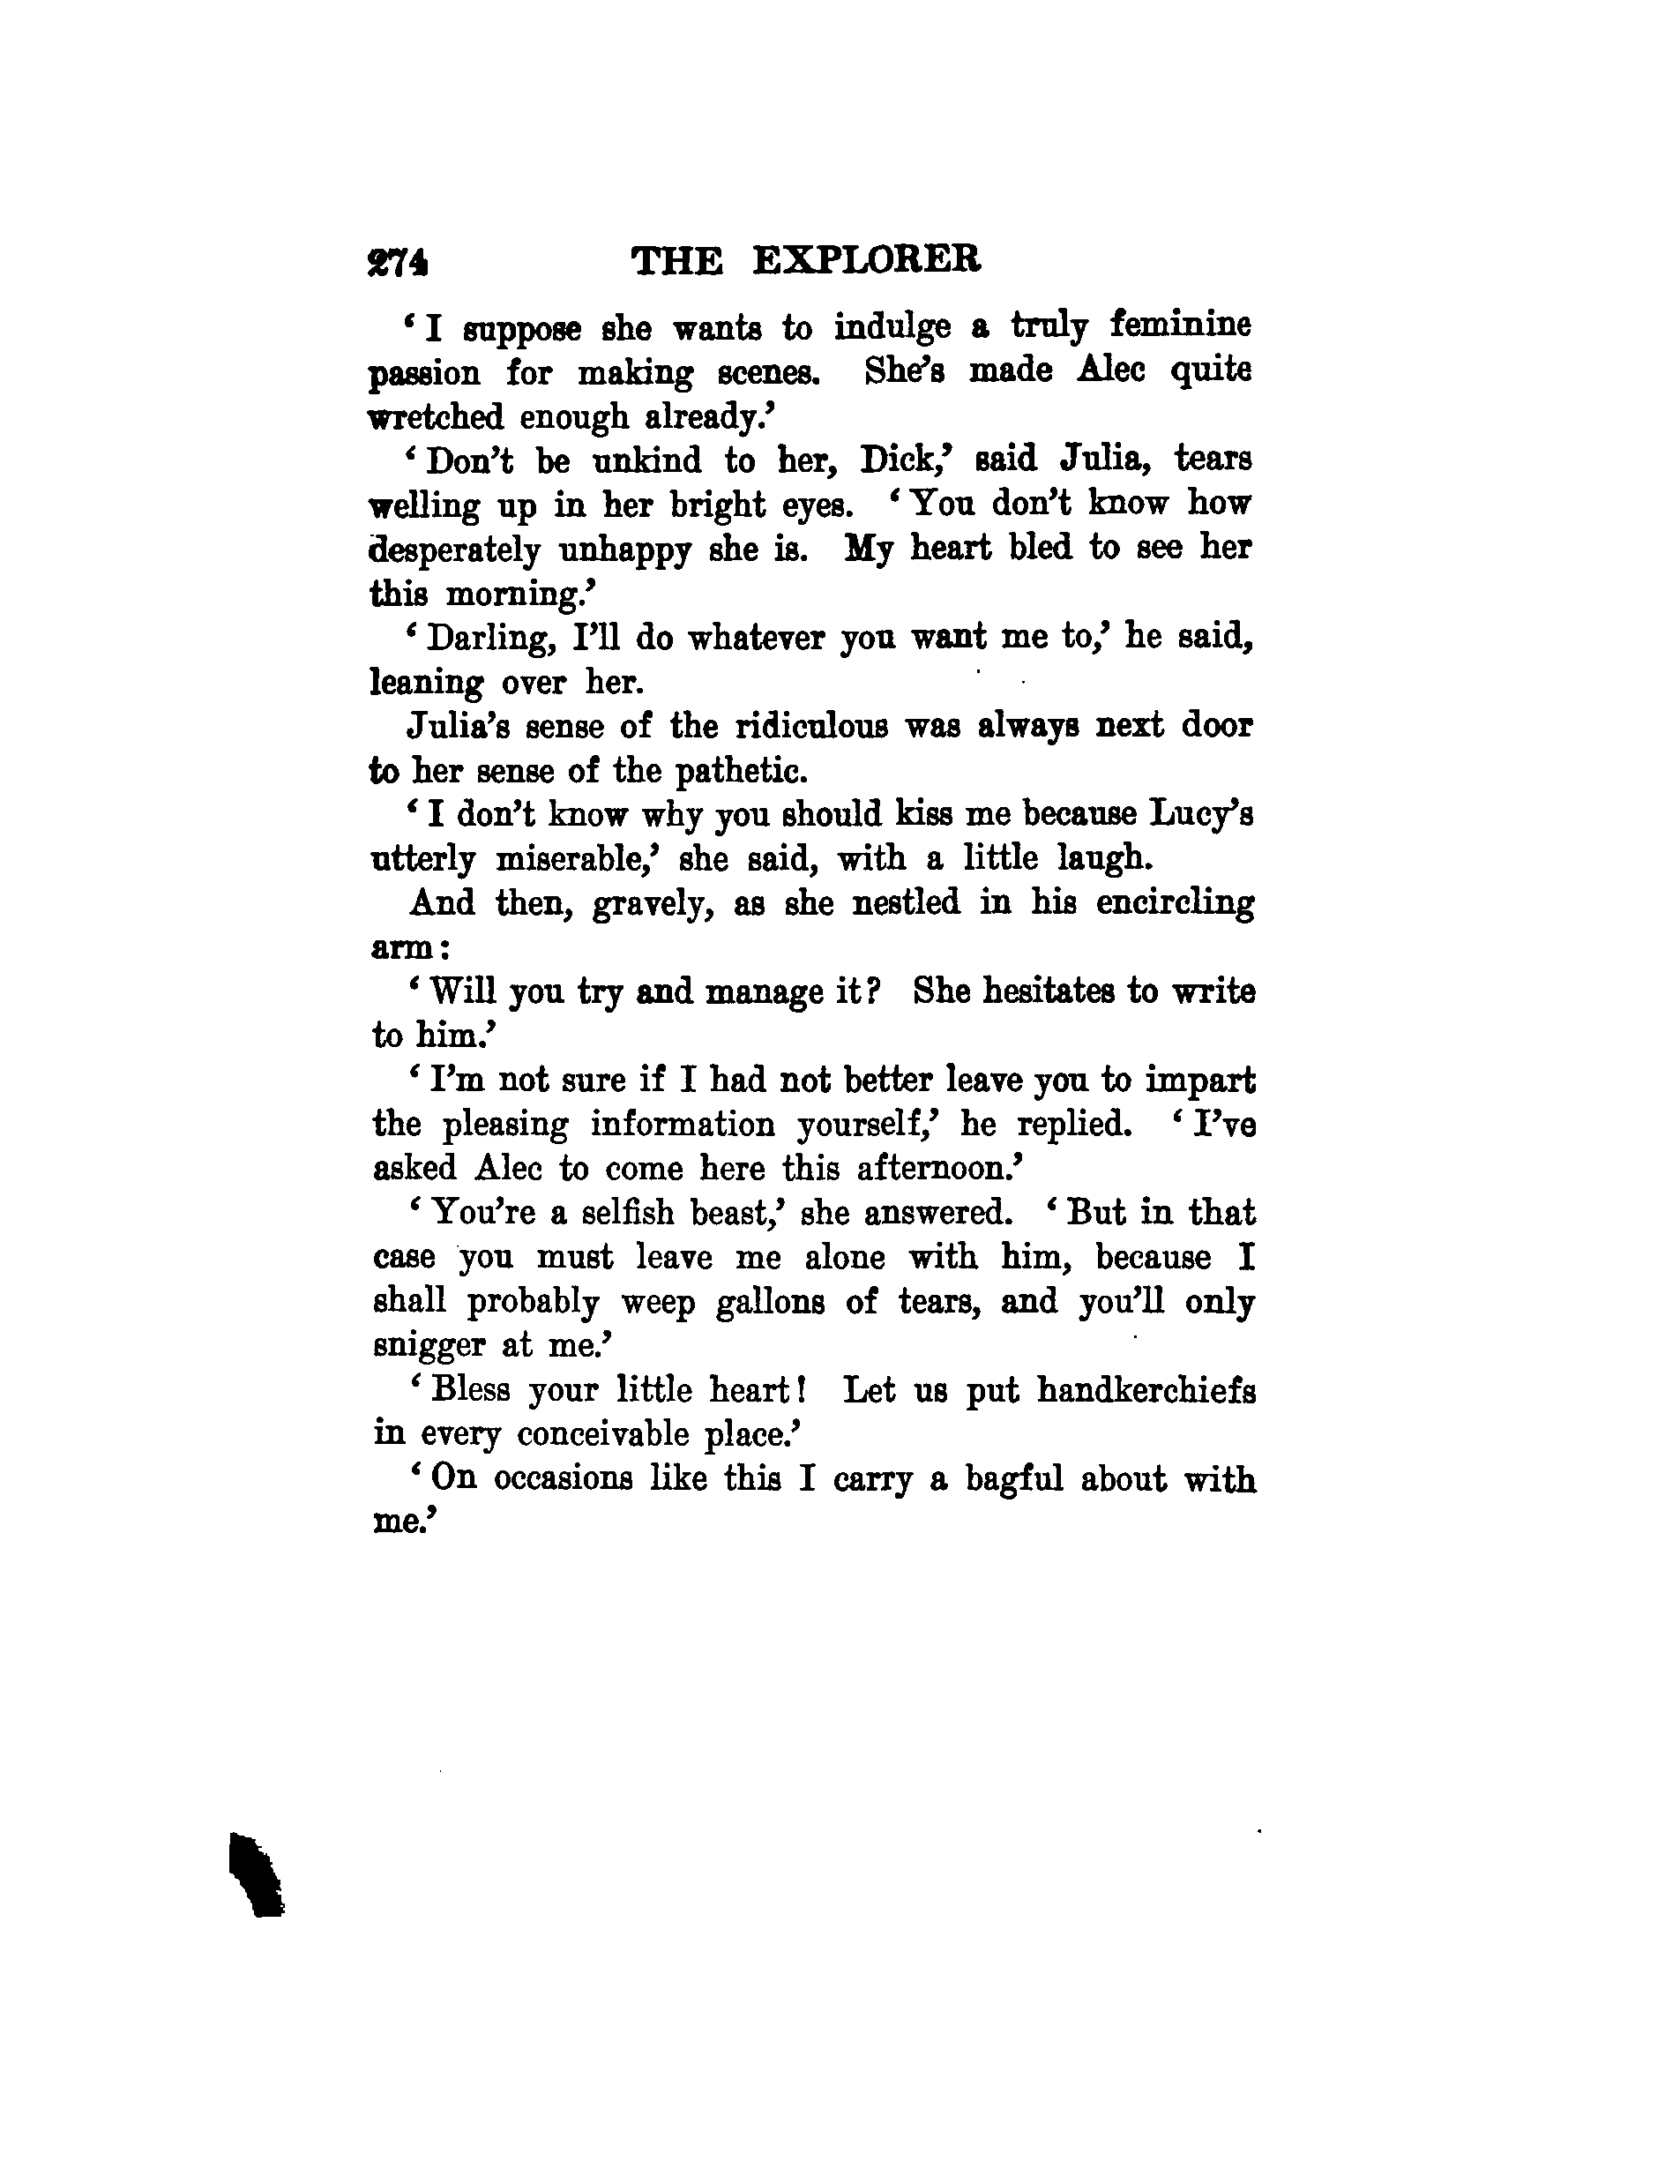 274 THE EXPLORER
‘I suppose she wants to indulge a truly feminine
passion for making scenes. She’s made Alec quite
wretched enough already.’
‘Don’t be unkind to her, Dick,’ said Julia, tears
welling up in her bright eyes. ‘You don’t know how
desperately unhappy she is. My heart bled to see her
this morning.’
‘Darling, I’ll do whatever you want me to,’ he said,
leaning over her.
Julia’s sense of the ridiculous was always next door
to her sense of the pathetic.
‘I don’t know why you should kiss me because Lucy’s
utterly miserable,’ she said, with a little laugh.
And then, gravely, as she nestled in his encircling
arm:
‘Will you try and manage it? She hesitates to write
to him.’
‘I’m not sure if I had not better leave you to impart
the pleasing information yourself,’ he replied. ‘I’ve
asked Alec to come here this afternoon.’
‘You’re a selfish beast,’ she answered. ‘But in that
case you must leave me alone with him, because I
shall probably weep gallons of tears, and you’ll only
snigger at me.’
‘Bless your little heart! Let us put handkerchiefs
in every conceivable place.’
‘On occasions like this I carry a bagful about with
me.’